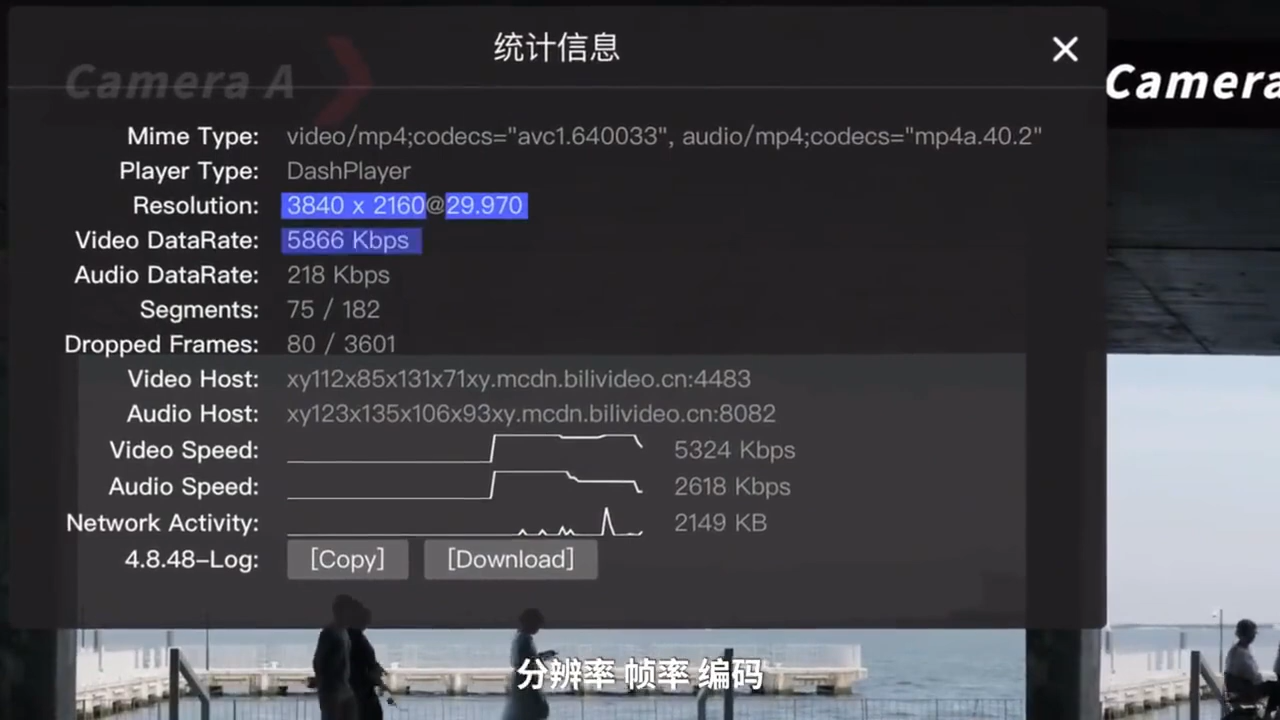 统计信息
Camera A
Camera
Mime Type: video/mp4;codecs="avc1.640033", audio/mp4;codecs="mp4a.40.2"
Player Type: DashPlayer
Resolution: 3840 x 2160@29.970
Video DataRate: 5866 Kbps
Audio DataRate: 218 Kbps
Segments: 75 / 182
Dropped Frames: 80 / 3601
Video Host: xy112x85x131x71xy.mcdn.bilivideo.cn:4483
Audio Host: xy123x135x106x93xy.mcdn.bilivideo.cn:8082
Video Speed: 5324 Kbps
Audio Speed: 2618 Kbps
Network Activity: 2149 KB
4.8.48-Log: [Copy] [Download]
分辨率 帧率 编码